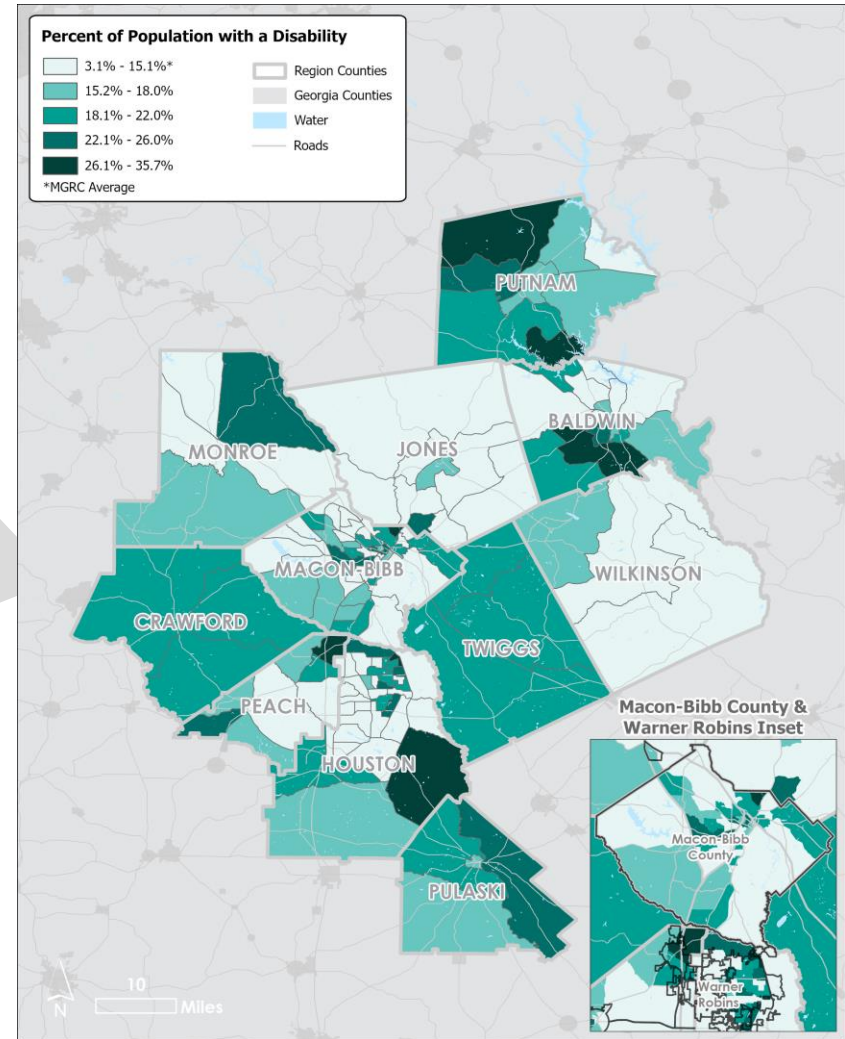 Percent of Population with a Disability
3.1% - 15.1%*
15.2% - 18.0%
18.1% - 22.0%
22.1% - 26.0%
26.1% - 35.7%
*MGRC Average
Region Counties
Georgia Counties
Water
Roads
PUTNAM
BALDWIN
MONROE
JONES
MACON-BIBB
WILKINSON
CRAWFORD
TWIGGS
PEACH
HOUSTON
PULASKI
Macon-Bibb County &
Warner Robins Inset
Macon-Bibb
County
Warner
Robins
10
Miles
N